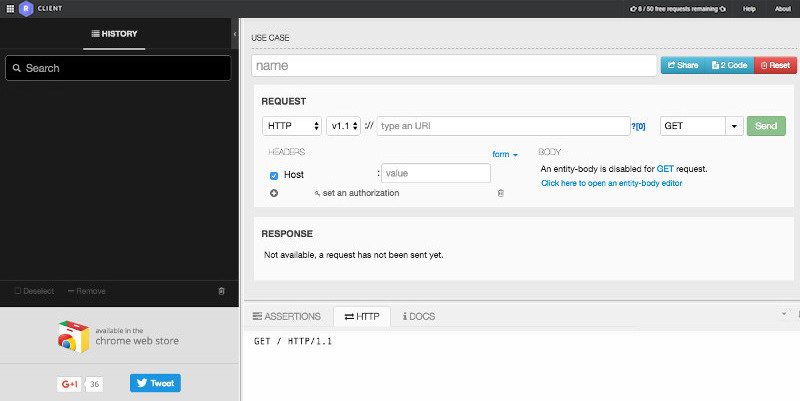 R CLIENT
8 / 50 free requests remaining
Help
About
HISTORY
Search
Deselect
Remove
available in the
chrome web store
G+1
36
Tweet
USE CASE
name
Share
2 Code
Reset
REQUEST
HTTP
v1.1
://
type an URI
?[0]
GET
Send
HEADERS
form
BODY
Host
:
value
An entity-body is disabled for GET request.
Click here to open an entity-body editor
set an authorization
RESPONSE
Not available, a request has not been sent yet.
ASSERTIONS
HTTP
DOCS
GET / HTTP/1.1